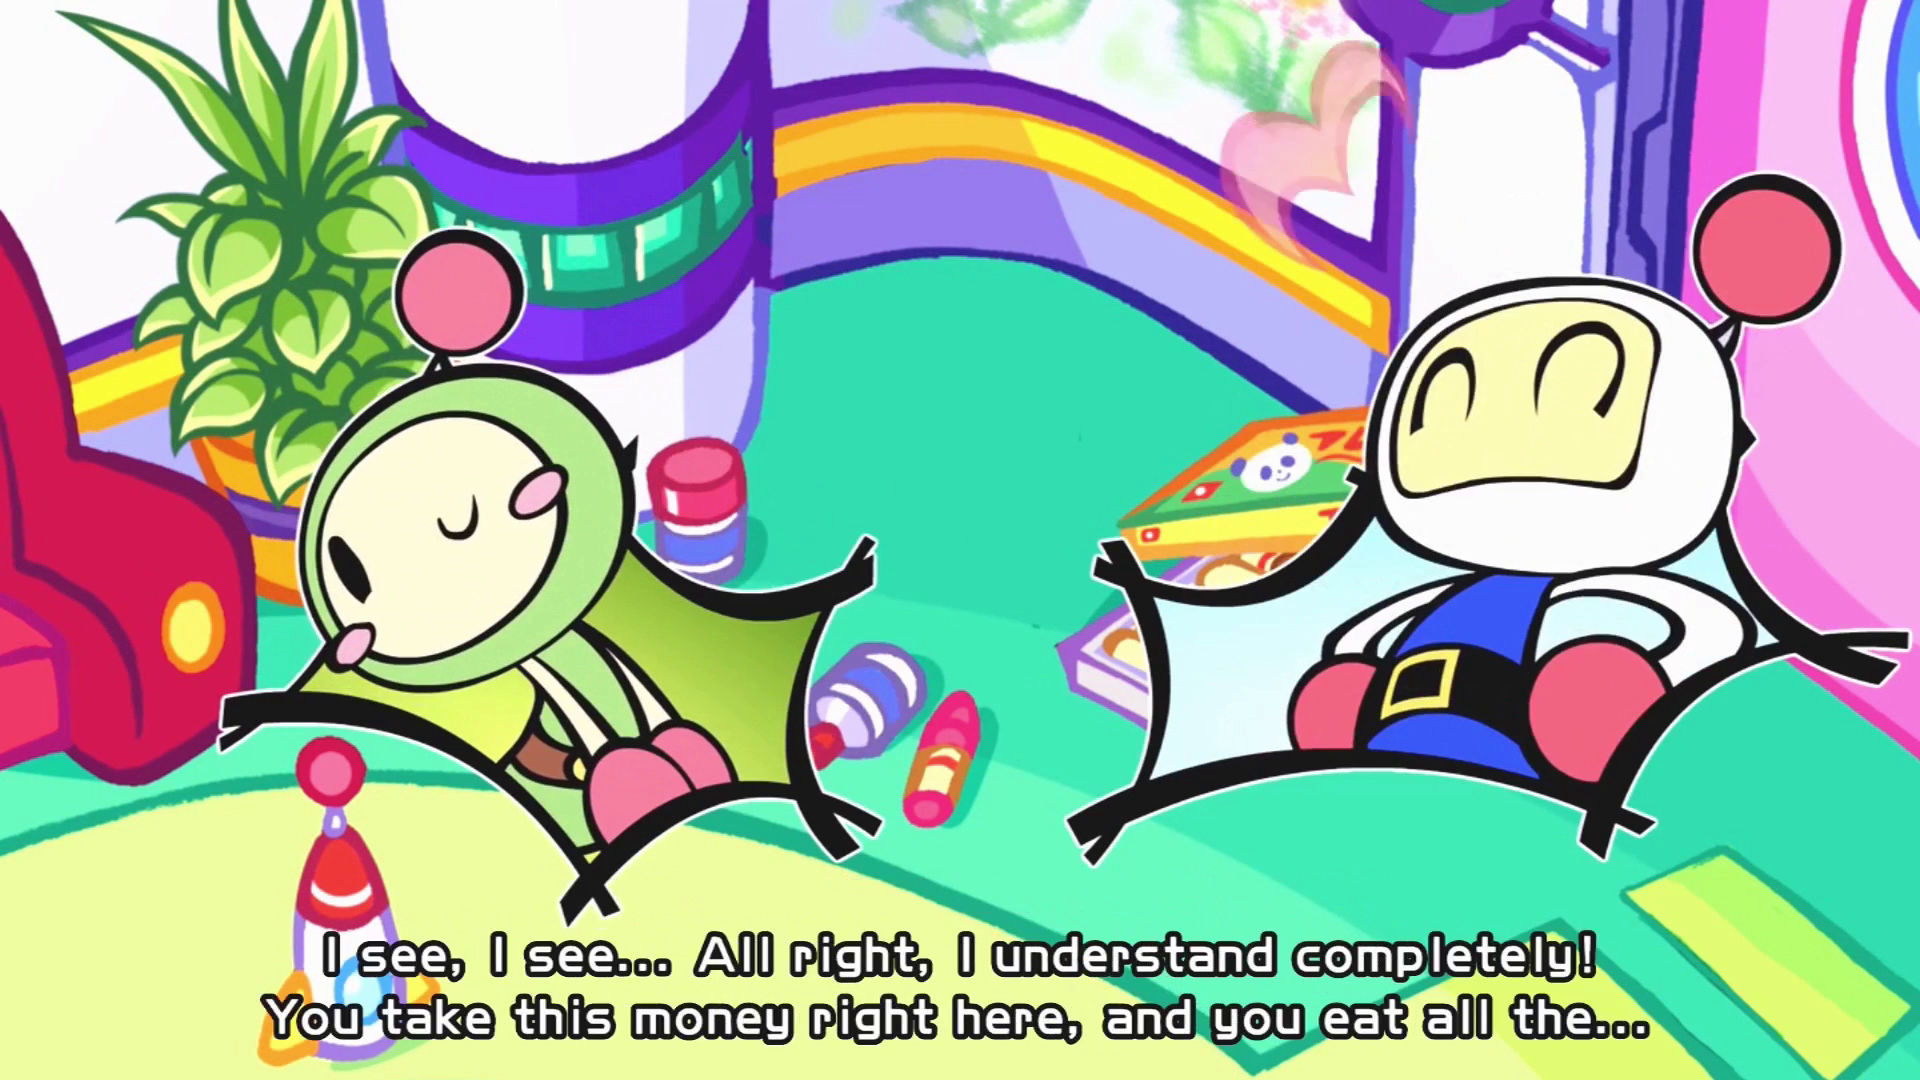 I see, I see... All right, I understand completely!
You take this money right here, and you eat all the...